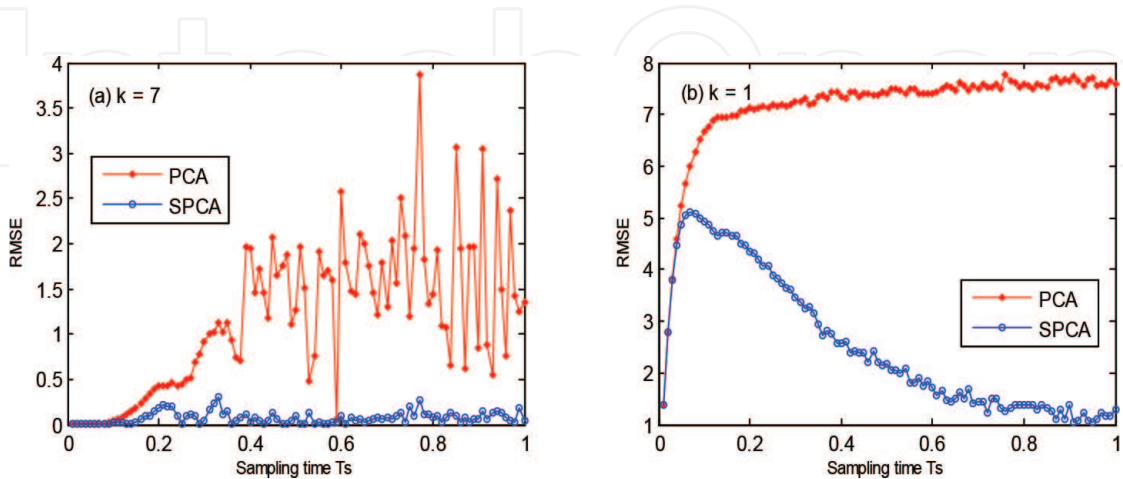 IntechOpen
(a) k = 7
PCA
SPCA
RMSE
4
3.5
3
2.5
2
1.5
1
0.5
0
0
0.2
0.4
0.6
0.8
1
Sampling time Ts
(b) k = 1
PCA
SPCA
RMSE
8
7
6
5
4
3
2
1
0
0.2
0.4
0.6
0.8
1
Sampling time Ts